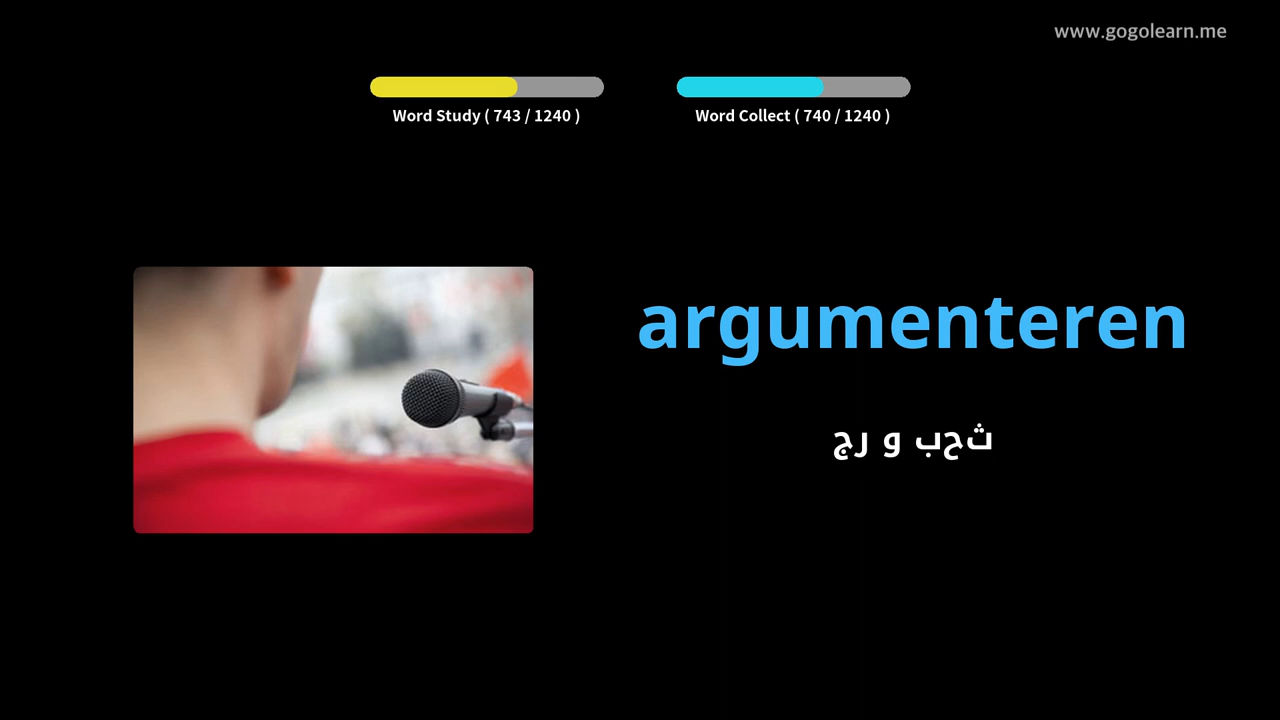 www.gogolearn.me
Word Study ( 743 / 1240 )
Word Collect ( 740 / 1240 )
argumenteren
ثحب و رج